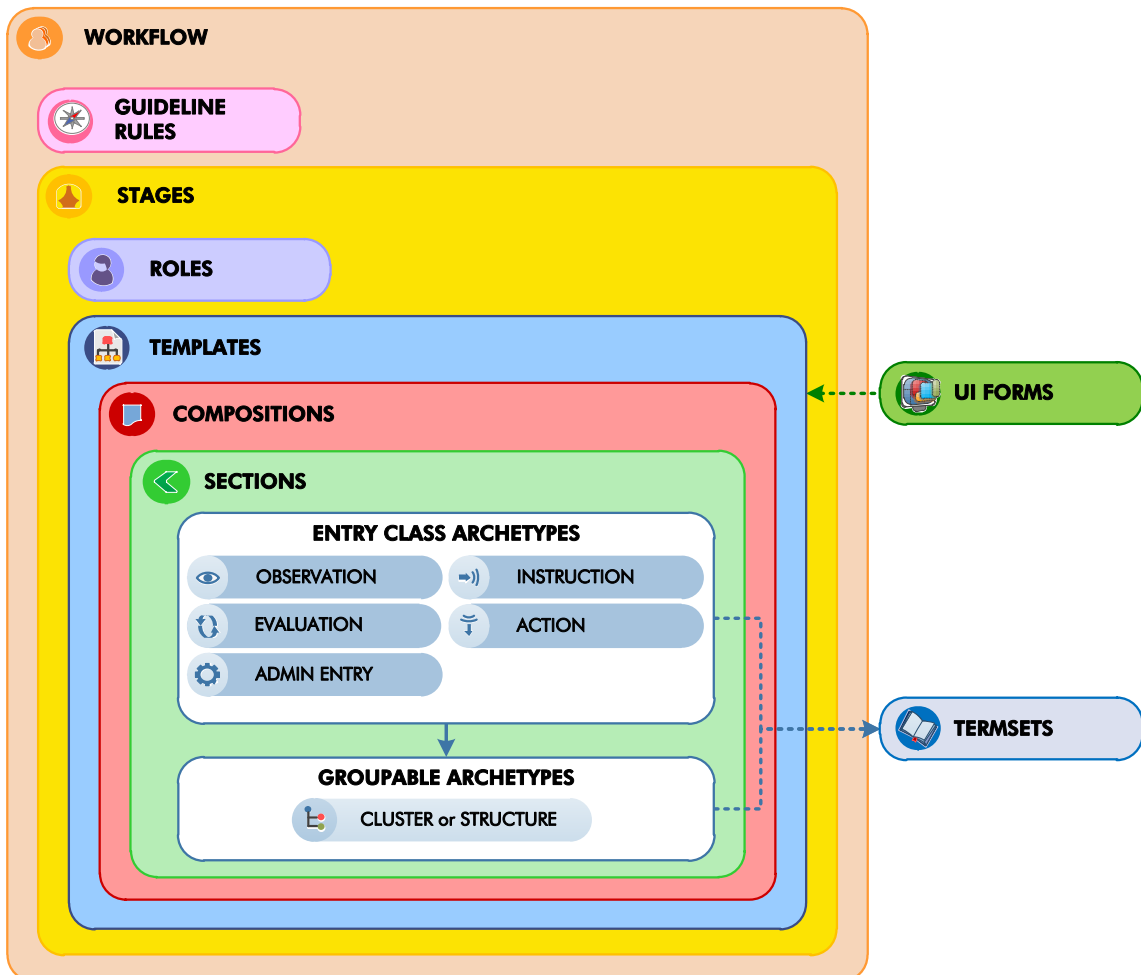 WORKFLOW
GUIDELINE
RULES
STAGES
ROLES
TEMPLATES
UI FORMS
COMPOSITIONS
SECTIONS
ENTRY CLASS ARCHETYPES
OBSERVATION
INSTRUCTION
EVALUATION
ACTION
ADMIN ENTRY
TERMSETS
GROUPABLE ARCHETYPES
CLUSTER or STRUCTURE